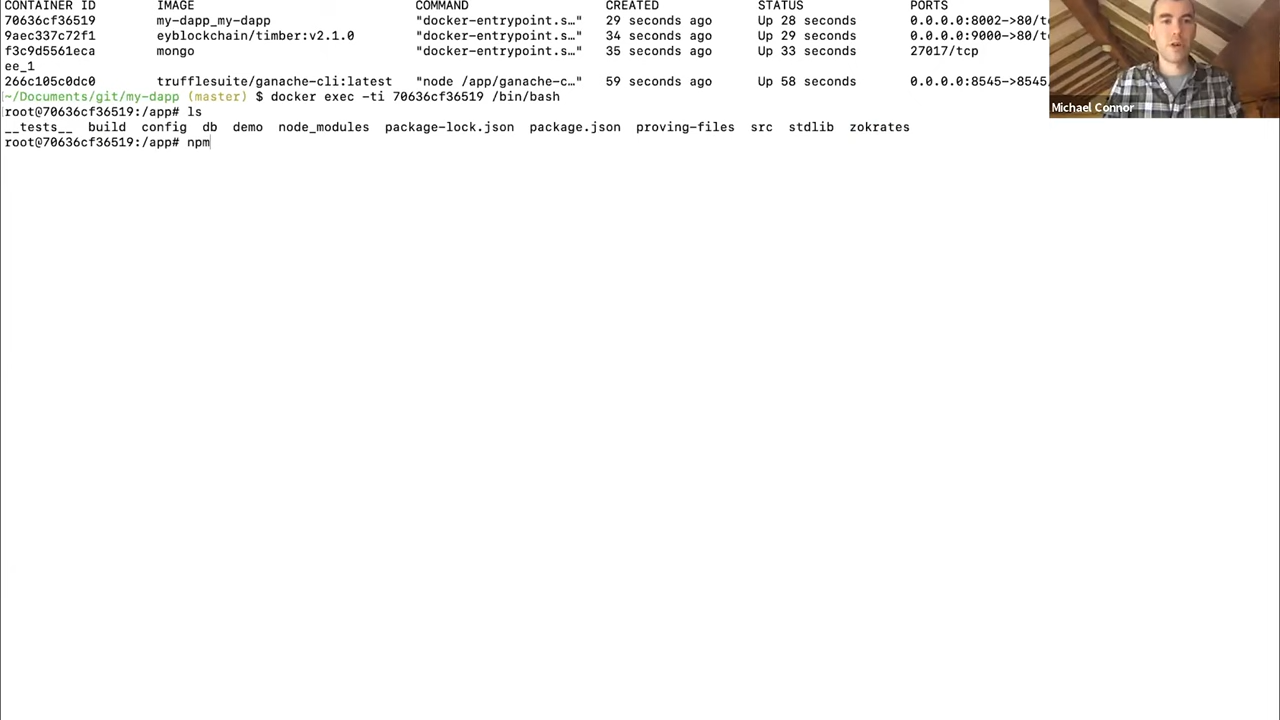 CONTAINER ID IMAGE COMMAND CREATED STATUS PORTS
70636cf36519 my-dapp_my-dapp "docker-entrypoint.s…" 29 seconds ago Up 28 seconds 0.0.0.0:8002->80/tc
9aec337c72f1 eyblockchain/timber:v2.1.0 "docker-entrypoint.s…" 34 seconds ago Up 29 seconds 0.0.0.0:9000->80/tc
f3c9d5561eca mongo "docker-entrypoint.s…" 35 seconds ago Up 33 seconds 27017/tcp
ee_1
266c105c0dc0 trufflesuite/ganache-cli:latest "node /app/ganache-c…" 59 seconds ago Up 58 seconds 0.0.0.0:8545->8545
[~/Documents/git/my-dapp (master) $ docker exec -ti 70636cf36519 /bin/bash
[root@70636cf36519:/app# ls
__tests__ build config db demo node_modules package-lock.json package.json proving-files src stdlib zokrates
root@70636cf36519:/app# npm
Michael Connor